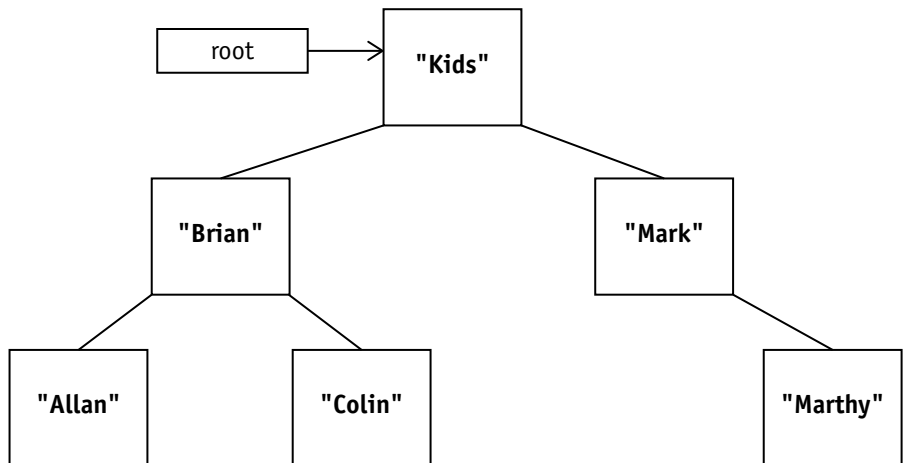 root
"Kids"
"Brian"
"Mark"
"Allan"
"Colin"
"Marthy"